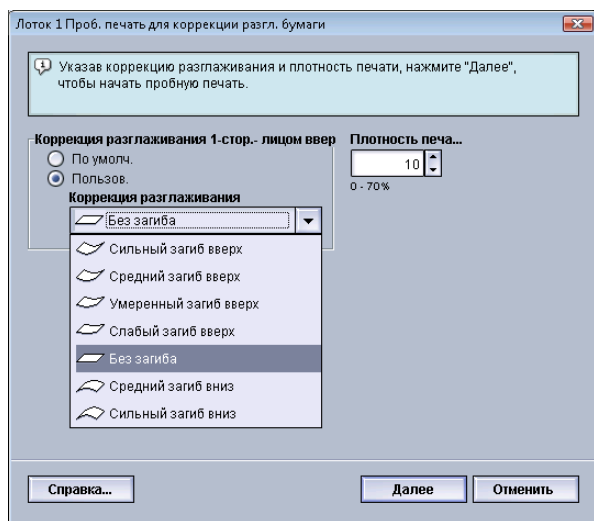 Лоток 1 Проб. печать для коррекции разгл. бумаги
Указав коррекцию разглаживания и плотность печати, нажмите "Далее",
чтобы начать пробную печать.
Коррекция разглаживания 1-стор.- лицом ввер
Плотность печа...
По умолч.
10
Пользов.
0 - 70%
Коррекция разглаживания
Без загиба
Сильный загиб вверх
Средний загиб вверх
Умеренный загиб вверх
Слабый загиб вверх
Без загиба
Средний загиб вниз
Сильный загиб вниз
Справка...
Далее
Отменить